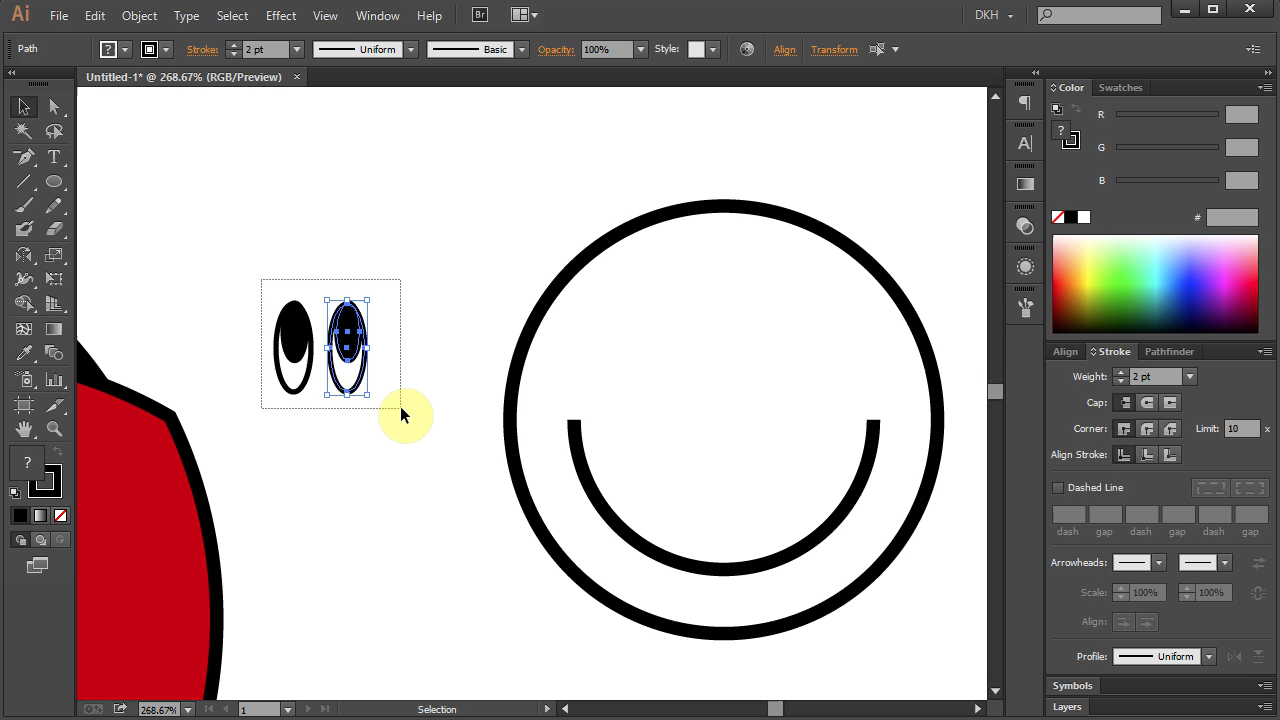 Ai File Edit Object Type Select Effect View Window Help Br DKH
Path ? Stroke: 2 pt Uniform Basic Opacity: 100% Style: Align Transform
Untitled-1* @ 268.67% (RGB/Preview) ×
Color Swatches
R
G
B
?
#
Align Stroke Pathfinder
Weight: 2 pt
Cap:
Corner: Limit: 10 x
Align Stroke:
Dashed Line
dash gap dash gap dash gap
Arrowheads:
Scale: 100% 100%
Align:
Profile: Uniform
Symbols
Layers
T
A
?
268.67% 1 Selection